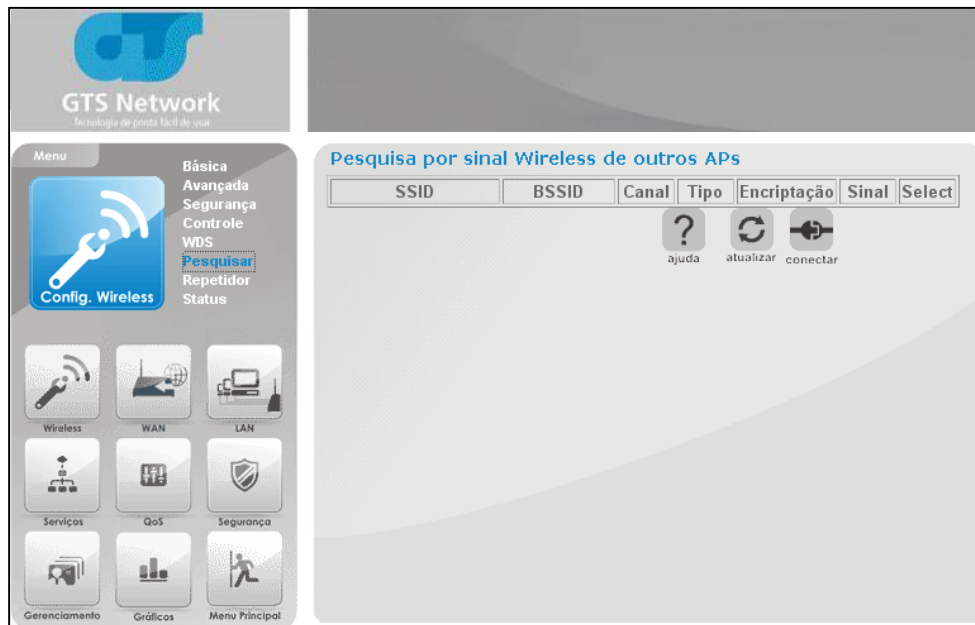 GTS
GTS Network
Tecnologia de ponta fácil de usar
Menu
Básica
Avançada
Segurança
Controle
WDS
Pesquisar
Repetidor
Status
Config. Wireless
Wireless
WAN
LAN
Serviços
QoS
Segurança
Gerenciamento
Gráficos
Menu Principal
Pesquisa por sinal Wireless de outros APs
SSID BSSID Canal Tipo Encriptação Sinal Select
? 
ajuda atualizar conectar